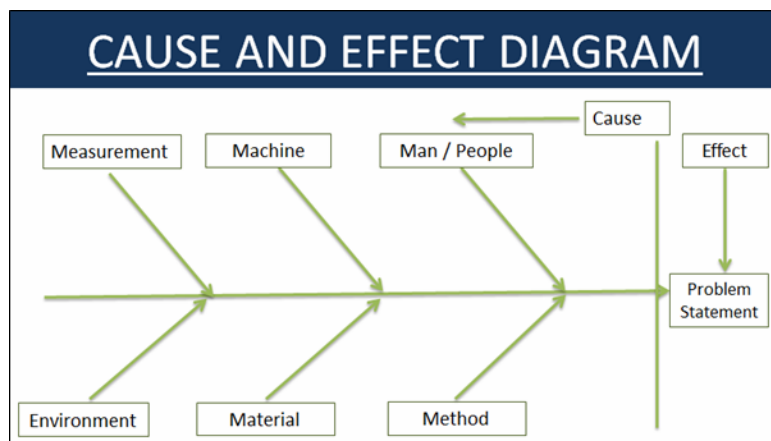 CAUSE AND EFFECT DIAGRAM
Cause
Measurement
Machine
Man / People
Effect
Problem
Statement
Environment
Material
Method